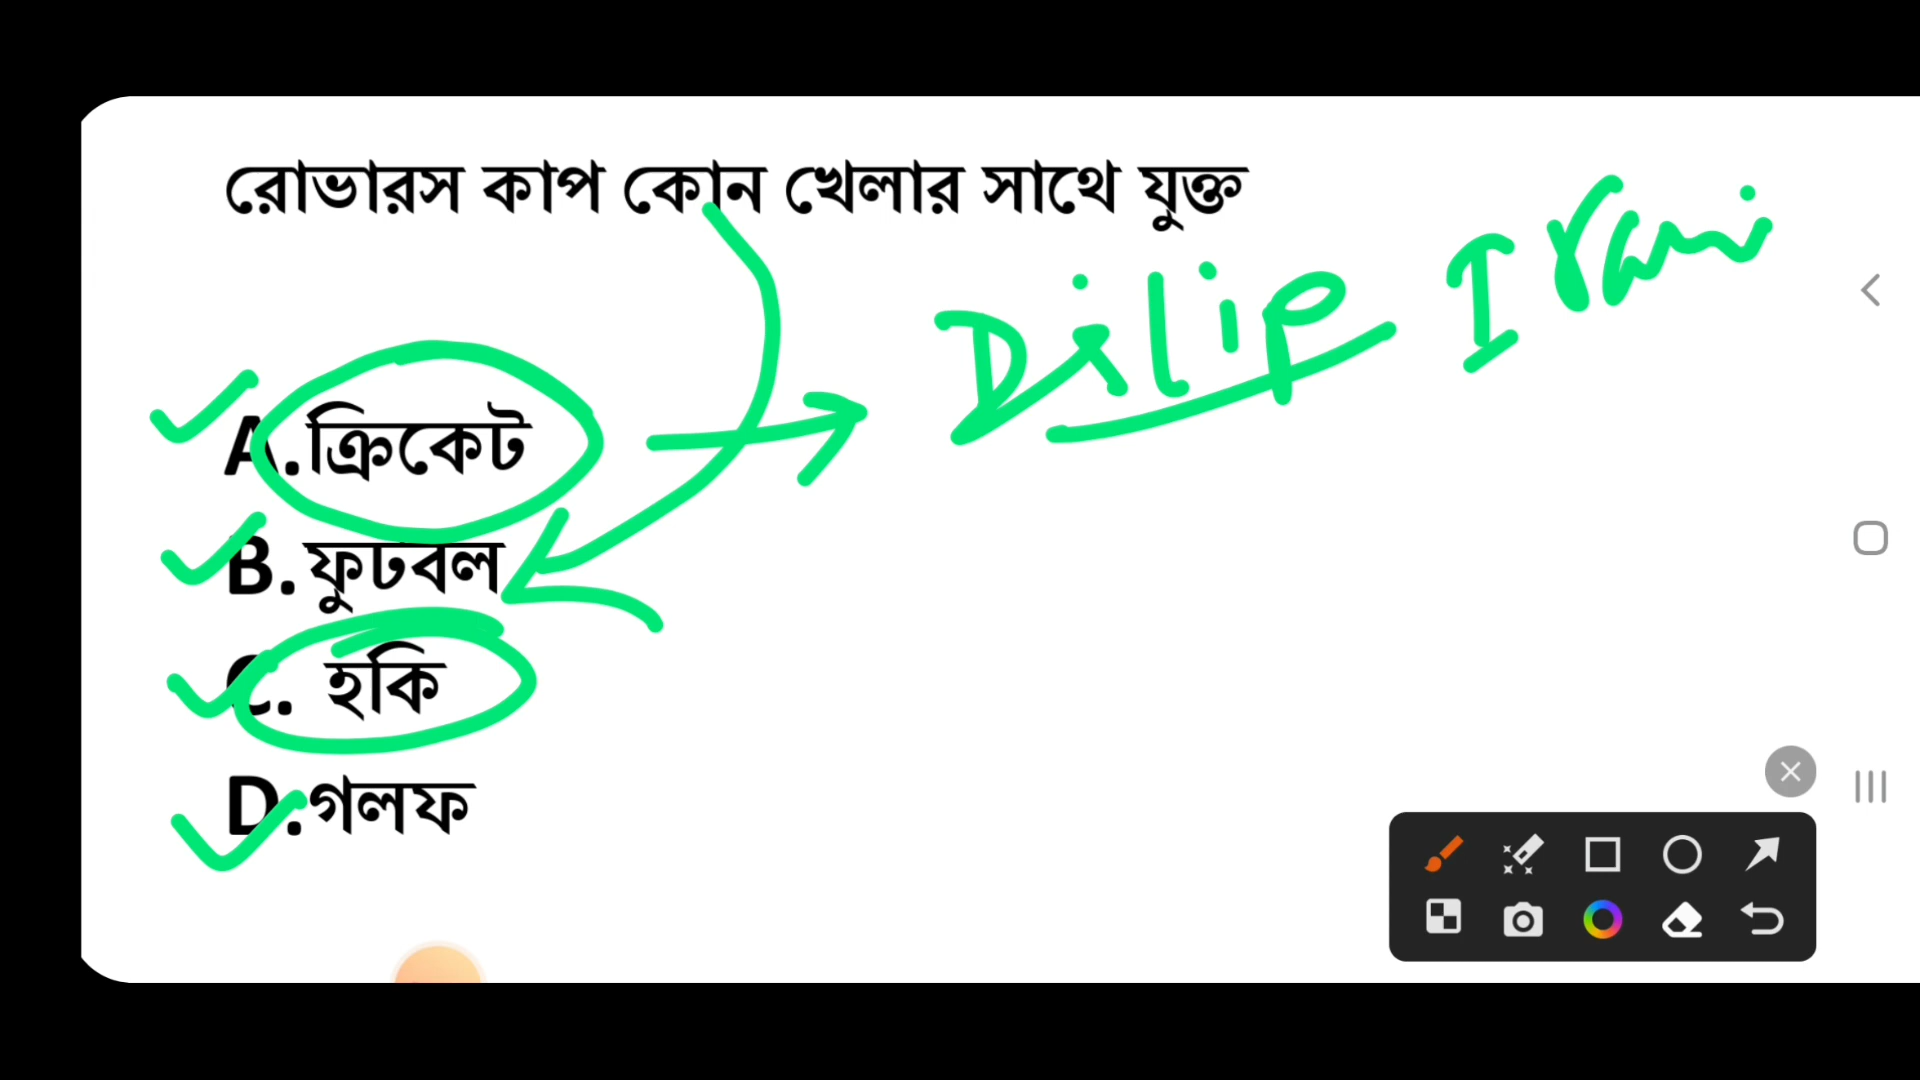 রোভারস কাপ কোন খেলার সাথে যুক্ত
Dilip Irani
A.ক্রিকেট
B.ফুটবল
C. হকি
D.গলফ